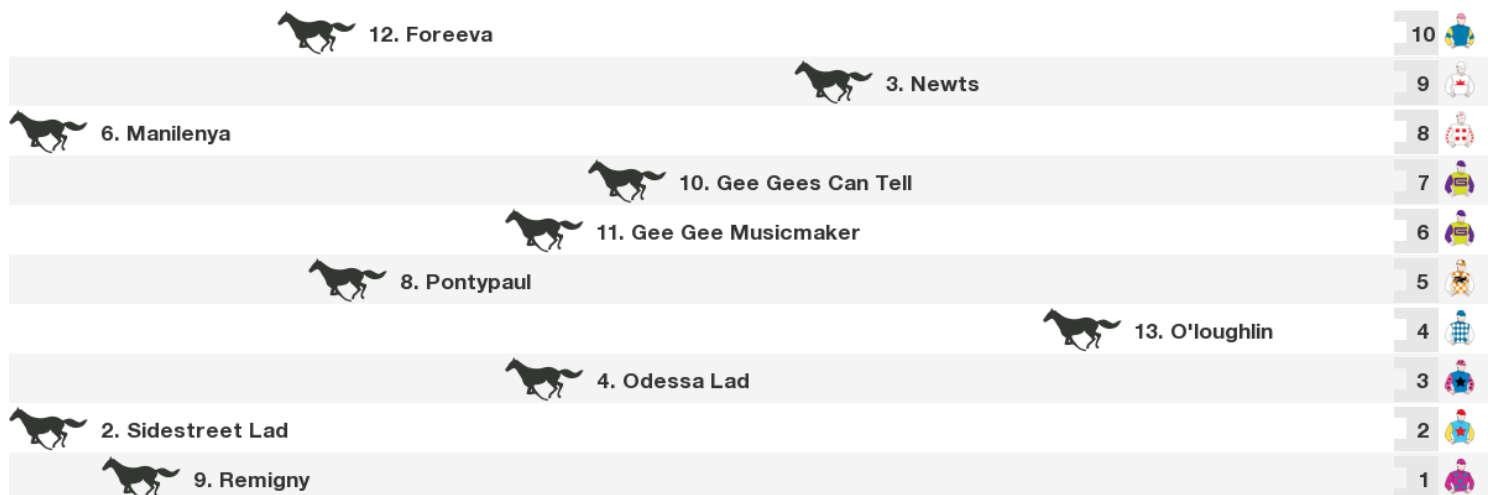 12. Foreeva 10
3. Newts 9
6. Manilenya 8
10. Gee Gees Can Tell 7
11. Gee Gee Musicmaker 6
8. Pontypaul 5
13. O'loughlin 4
4. Odessa Lad 3
2. Sidestreet Lad 2
9. Remigny 1